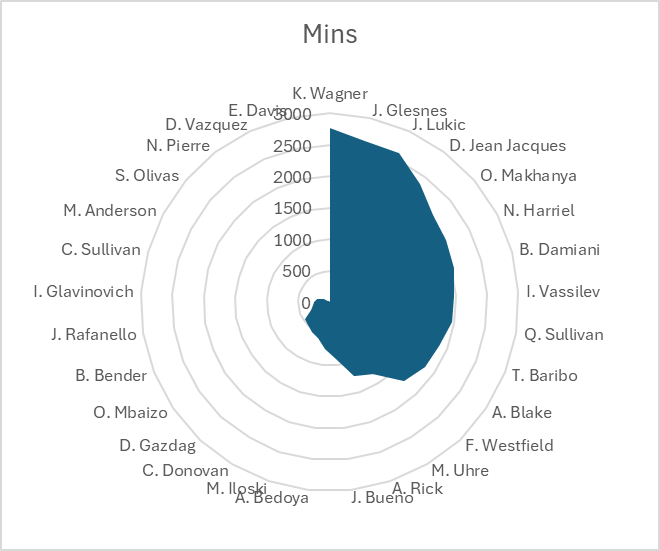 Mins
K. Wagner
J. Glesnes
J. Lukic
D. Jean Jacques
O. Makhanya
N. Harriel
B. Damiani
I. Vassilev
Q. Sullivan
T. Baribo
A. Blake
F. Westfield
M. Uhre
A. Rick
J. Bueno
A. Bedoya
M. Iloski
C. Donovan
D. Gazdag
O. Mbaizo
B. Bender
J. Rafanello
I. Glavinovich
C. Sullivan
M. Anderson
S. Olivas
N. Pierre
D. Vazquez
E. Davis
3000
2500
2000
1500
1000
500
0